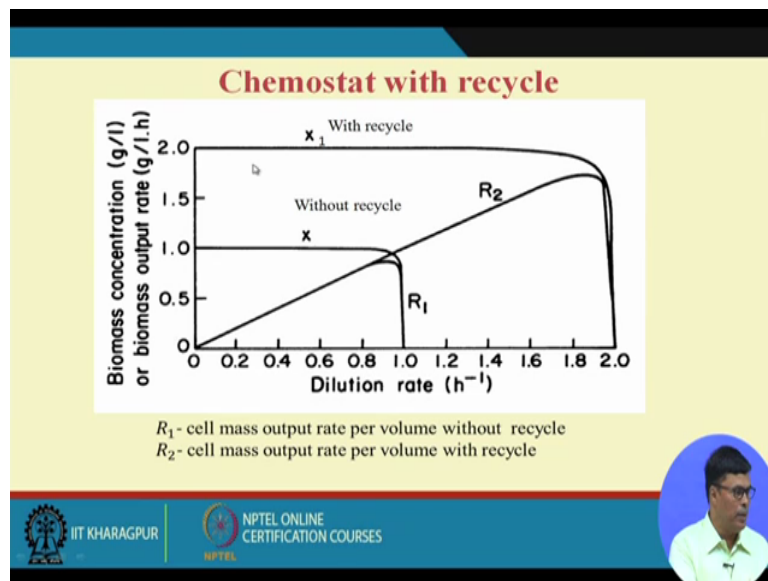 Chemostat with recycle
Biomass concentration (g/l)
or biomass output rate (g/l.h)
x1 With recycle
2.0
R2
1.5
Without recycle
x
1.0
0.5
R1
0
0 0.2 0.4 0.6 0.8 1.0 1.2 1.4 1.6 1.8 2.0
Dilution rate (h⁻¹)
R1- cell mass output rate per volume without recycle
R2- cell mass output rate per volume with recycle
IIT KHARAGPUR
NPTEL
NPTEL ONLINE
CERTIFICATION COURSES